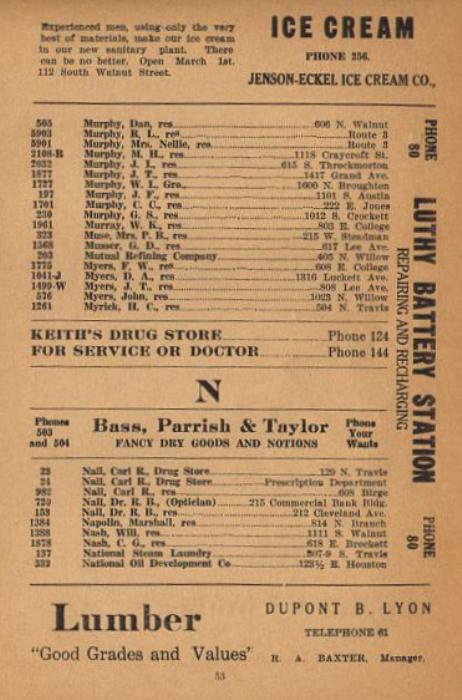 Experienced men, using only the very
best of materials, make our ice cream
in our new sanitary plant. There
can be no better. Open March 1st.
112 South Walnut Street.
ICE CREAM
PHONE 256.
JENSON-ECKEL ICE CREAM CO.,
505 Murphy, Dan, res 606 N. Walnut
5903 Murphy, R. L., res Route 3
5901 Murphy, Mrs. Nellie, res Route 3
2108-R Murphy, M. H., res 1118 Craycroft St.
2032 Murphy, J. I., res 615 S. Throckmorton
1877 Murphy, J. T., res 1417 Grand Ave.
1727 Murphy, W. L. Gro. 1600 N. Broughton
197 Murphy, J. F., res 1101 S. Austin
1701 Murphy, C. C., res 222 E. Jones
230 Murphy, G. S., res 1012 S. Crockett
1961 Murray, W. K., res 803 E. College
323 Muse, Mrs. P. R., res 215 W. Steadman
1568 Musser, G. D., res 617 Lee Ave.
203 Mutual Refining Company 405 N. Willow
1775 Myers, F. W., res 608 E. College
1041-J Myers, D. A., res 1316 Luckett Ave.
1499-W Myers, J. T., res 808 Lee Ave.
576 Myers, John, res 1023 N. Willow
1261 Myrick, H. C., res 504 N. Travis
KEITH'S DRUG STORE Phone 124
FOR SERVICE OR DOCTOR Phone 144
N
Phones
503
and 504
Bass, Parrish & Taylor
FANCY DRY GOODS AND NOTIONS
Phone
Your
Wants
23 Nall, Carl R., Drug Store 129 N. Travis
24 Nall, Carl R., Drug Store Prescription Department
982 Nall, Carl R., res 608 Birge
729 Nall, Dr. R. B., (Optician) 215 Commercial Bank Bldg.
153 Nall, Dr. R. B., res 212 Cleveland Ave.
1384 Napolin, Marshall, res 814 N. Branch
1388 Nash, Will, res 1111 S. Walnut
1878 Nash, C. G., res 618 E. Brockett
137 National Steam Laundry 307-9 S. Travis
532 National Oil Development Co 123½ E. Houston
PHONE
80
LUTHY BATTERY STATION
REPAIRING AND RECHARGING
PHONE
80
Lumber
"Good Grades and Values"
DUPONT B. LYON
TELEPHONE 61
R. A. BAXTER, Manager.
53